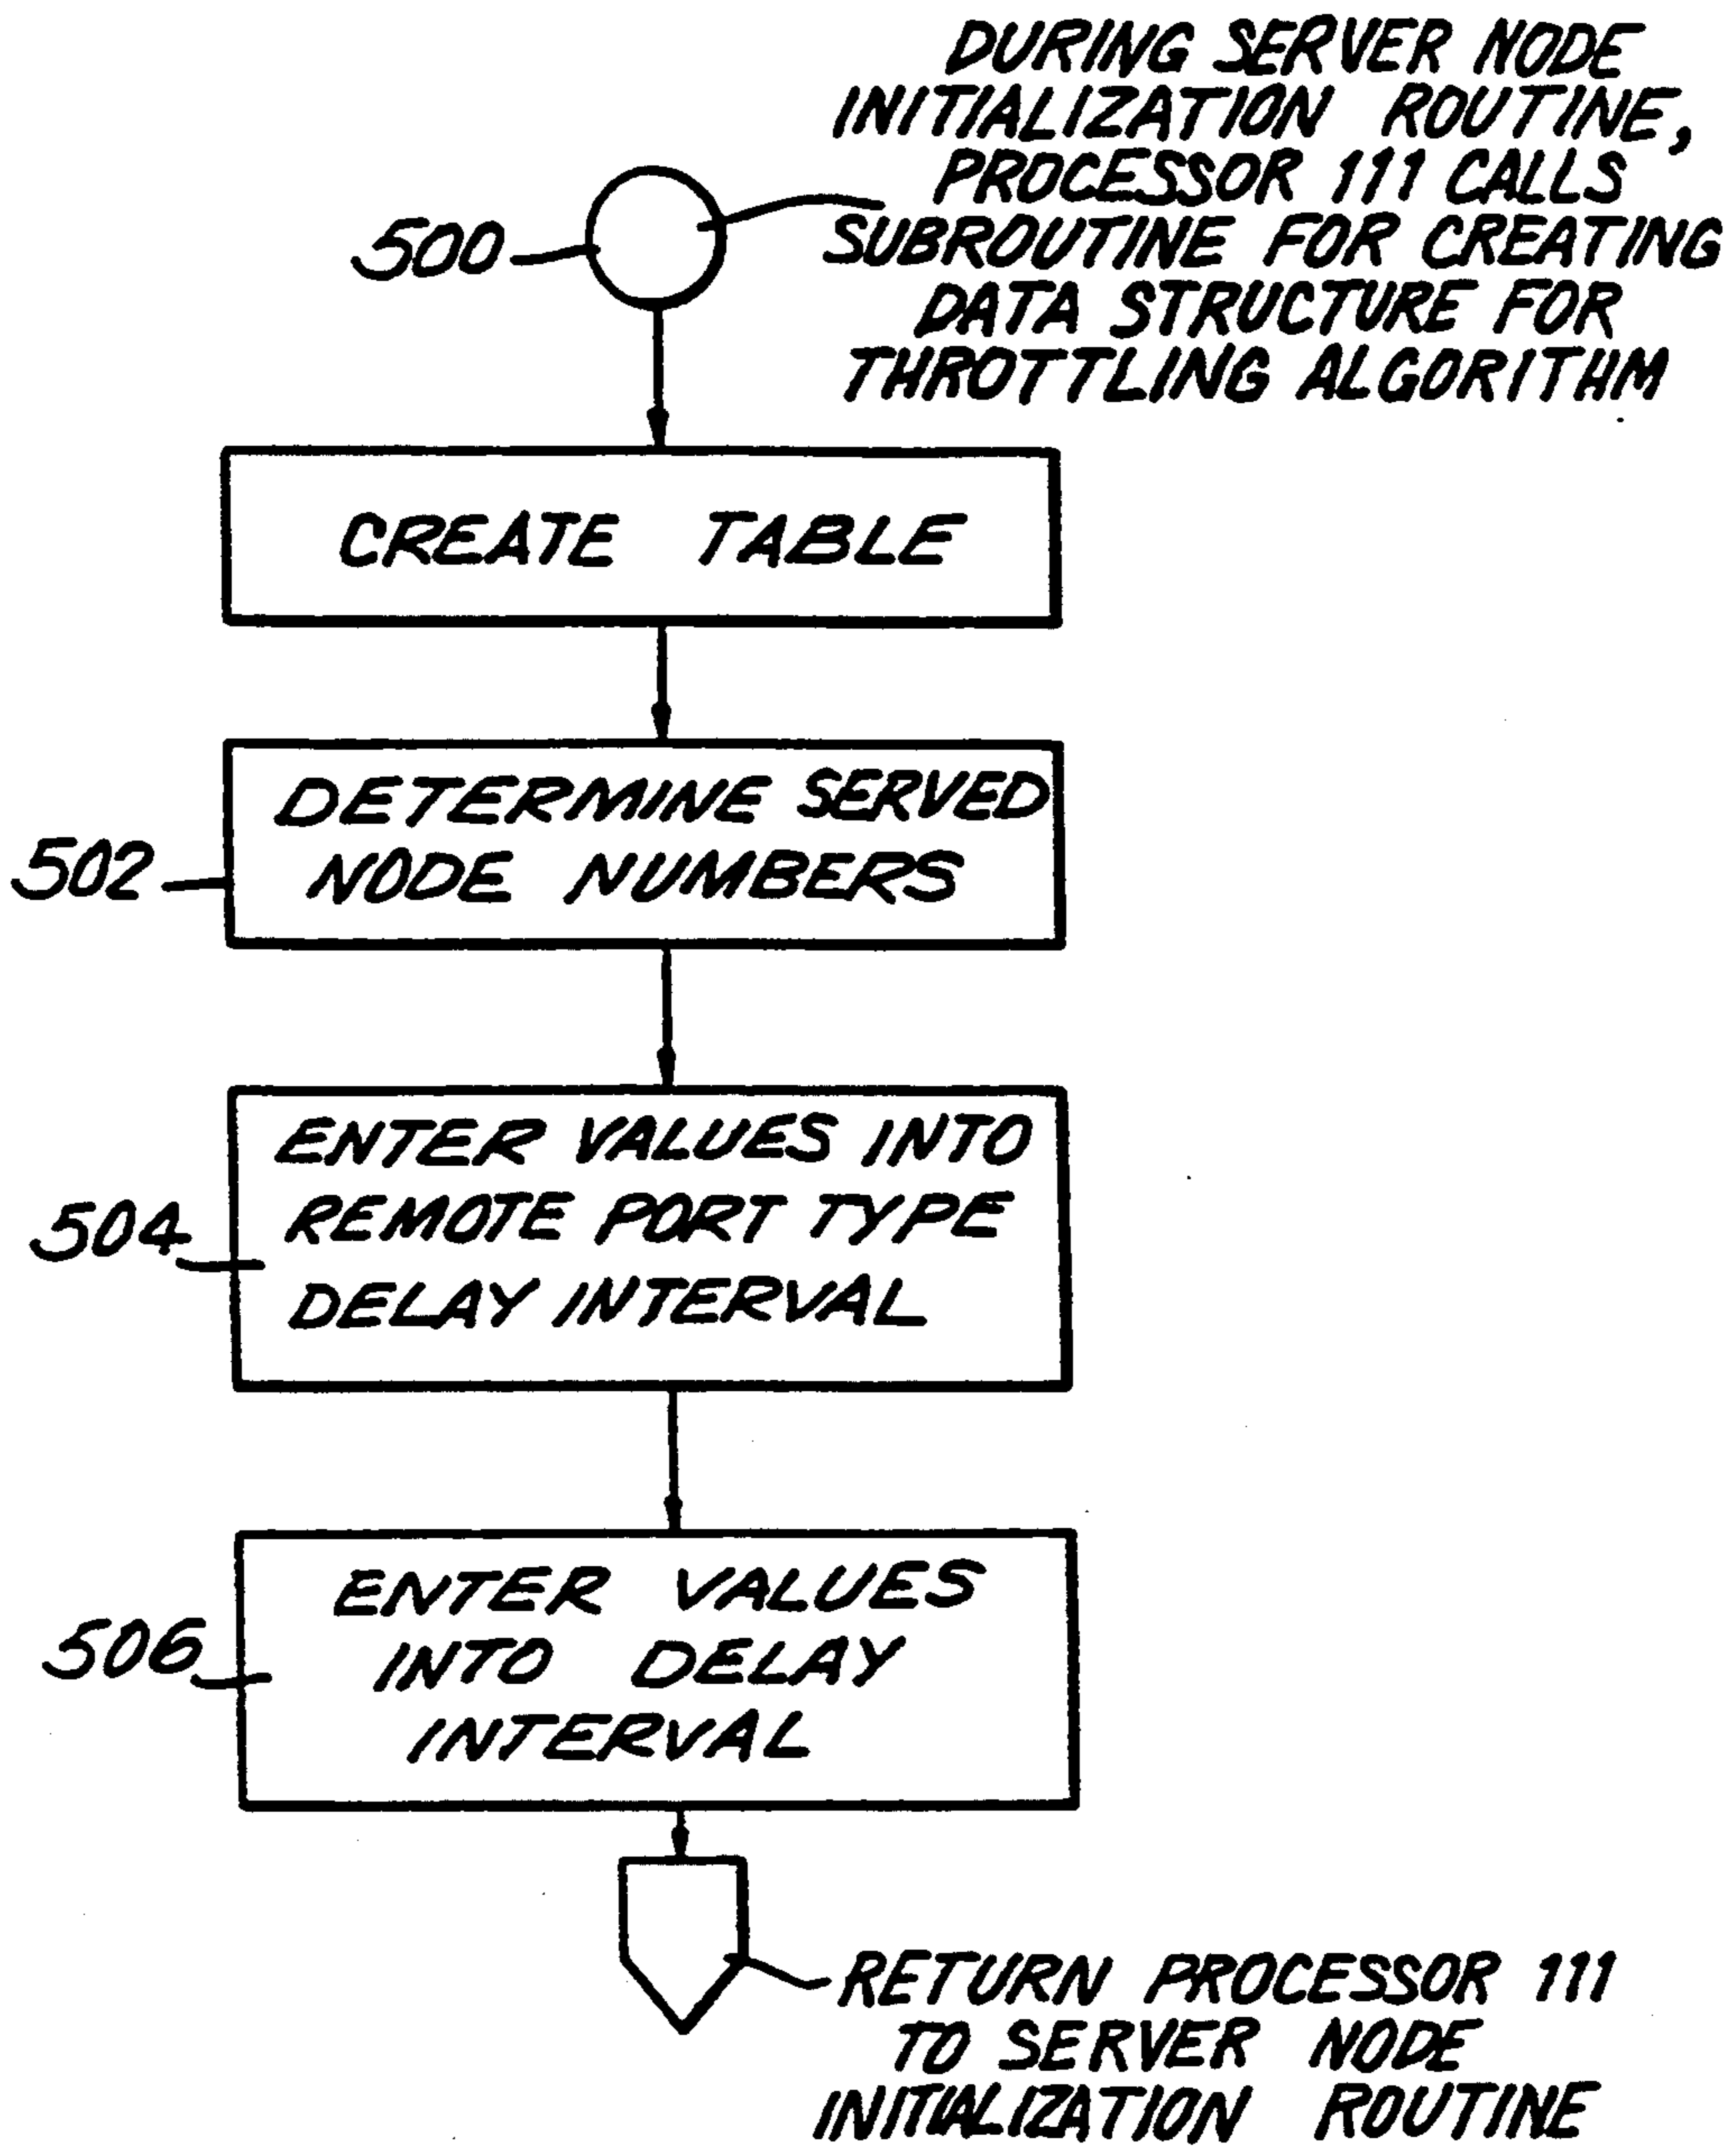 DURING SERVER NODE
INITIALIZATION ROUTINE,
PROCESSOR 111 CALLS
SUBROUTINE FOR CREATING
DATA STRUCTURE FOR
THROTTLING ALGORITHM
500
CREATE TABLE
DETERMINE SERVED
NODE NUMBERS
502
ENTER VALUES INTO
REMOTE PORT TYPE
DELAY INTERVAL
504
ENTER VALUES
INTO DELAY
INTERVAL
506
RETURN PROCESSOR 111
TO SERVER NODE
INITIALIZATION ROUTINE